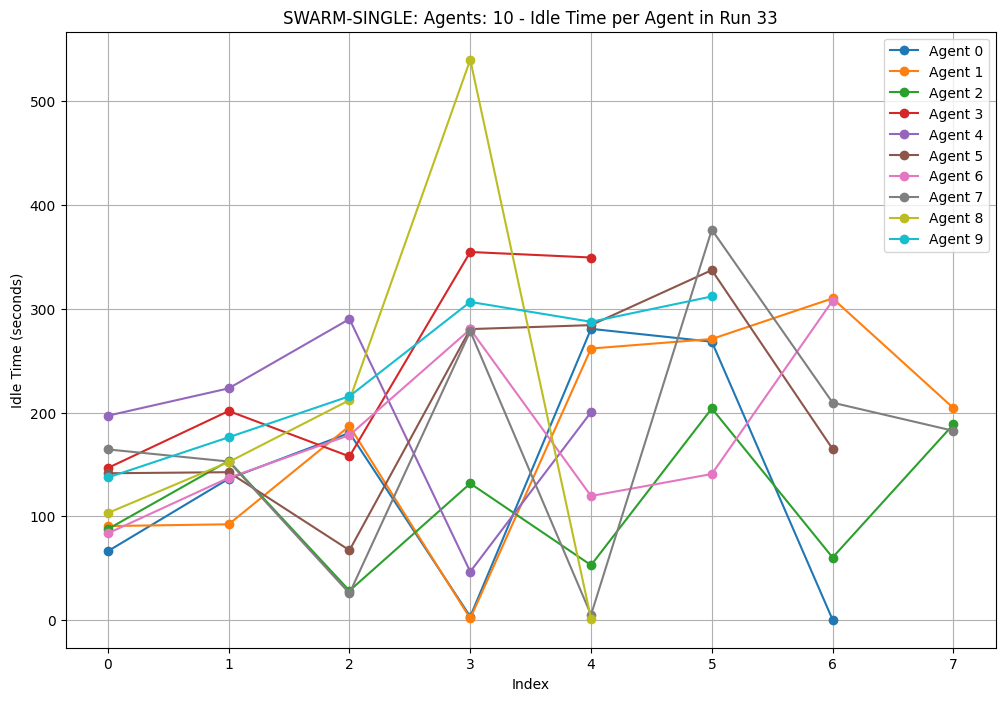 SWARM-SINGLE: Agents: 10 - Idle Time per Agent in Run 33
Agent 0
Agent 1
Agent 2
Agent 3
Agent 4
Agent 5
Agent 6
Agent 7
Agent 8
Agent 9
Idle Time (seconds)
500
400
300
200
100
0
0 1 2 3 4 5 6 7
Index